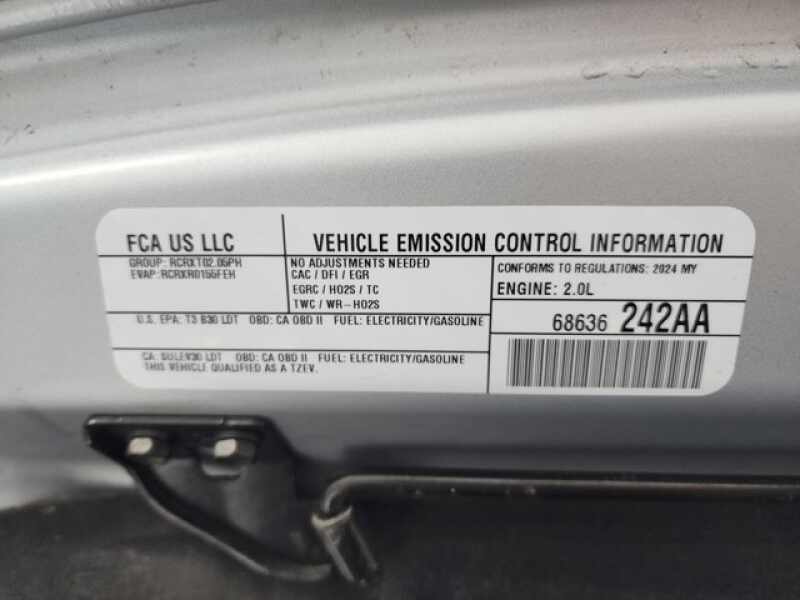 FCA US LLC
GROUP: RCRXT02.05PH
EVAP: RCRXR0155FEH
VEHICLE EMISSION CONTROL INFORMATION
NO ADJUSTMENTS NEEDED
CAC / DFI / EGR
EGRC / HO2S / TC
TWC / WR-HO2S
CONFORMS TO REGULATIONS: 2024 MY
ENGINE: 2.0L
U.S. EPA: T3 B30 LDT OBD: CA OBD II FUEL: ELECTRICITY/GASOLINE
68636 242AA
CA: SULEV30 LDT OBD: CA OBD II FUEL: ELECTRICITY/GASOLINE
THIS VEHICLE QUALIFIED AS A TZEV.